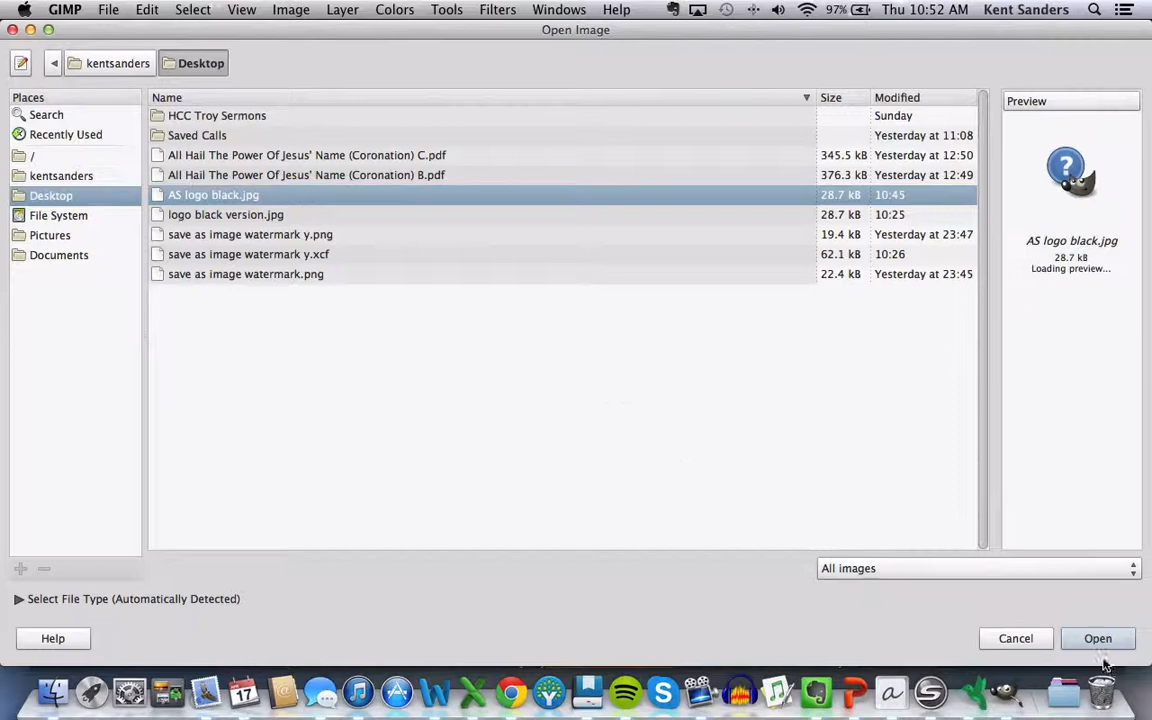 GIMP File Edit Select View Image Layer Colors Tools Filters Windows Help 97% Thu 10:52 AM Kent Sanders
Open Image
kentsanders Desktop
Places
Search
Recently Used
/
kentsanders
Desktop
File System
Pictures
Documents
Name Size Modified
HCC Troy Sermons Sunday
Saved Calls Yesterday at 11:08
All Hail The Power Of Jesus' Name (Coronation) C.pdf 345.5 kB Yesterday at 12:50
All Hail The Power Of Jesus' Name (Coronation) B.pdf 376.3 kB Yesterday at 12:49
AS logo black.jpg 28.7 kB 10:45
logo black version.jpg 28.7 kB 10:25
save as image watermark y.png 19.4 kB Yesterday at 23:47
save as image watermark y.xcf 62.1 kB 10:26
save as image watermark.png 22.4 kB Yesterday at 23:45
Preview
?
AS logo black.jpg
28.7 kB
Loading preview...
All images
Select File Type (Automatically Detected)
Help Cancel Open
17